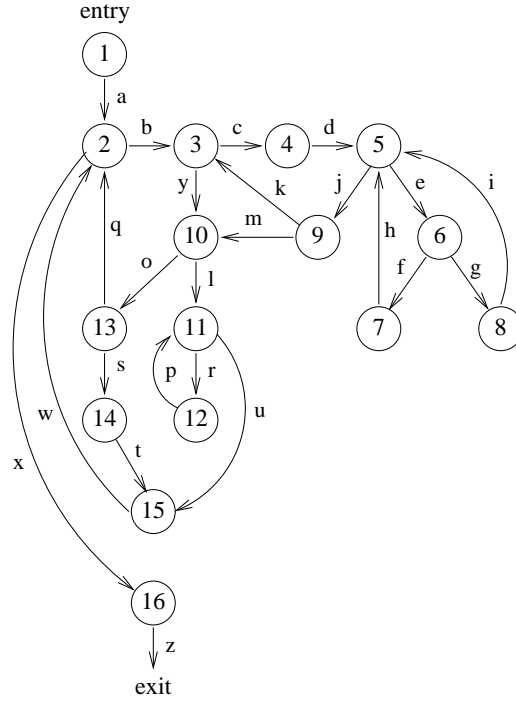 entry
1
a
2 b 3 c 4 d 5
y k j e i
q 10 m 9 h 6
o l f g
13 11 7 8
s p r
14 12 u
w t
x 15
16
z
exit